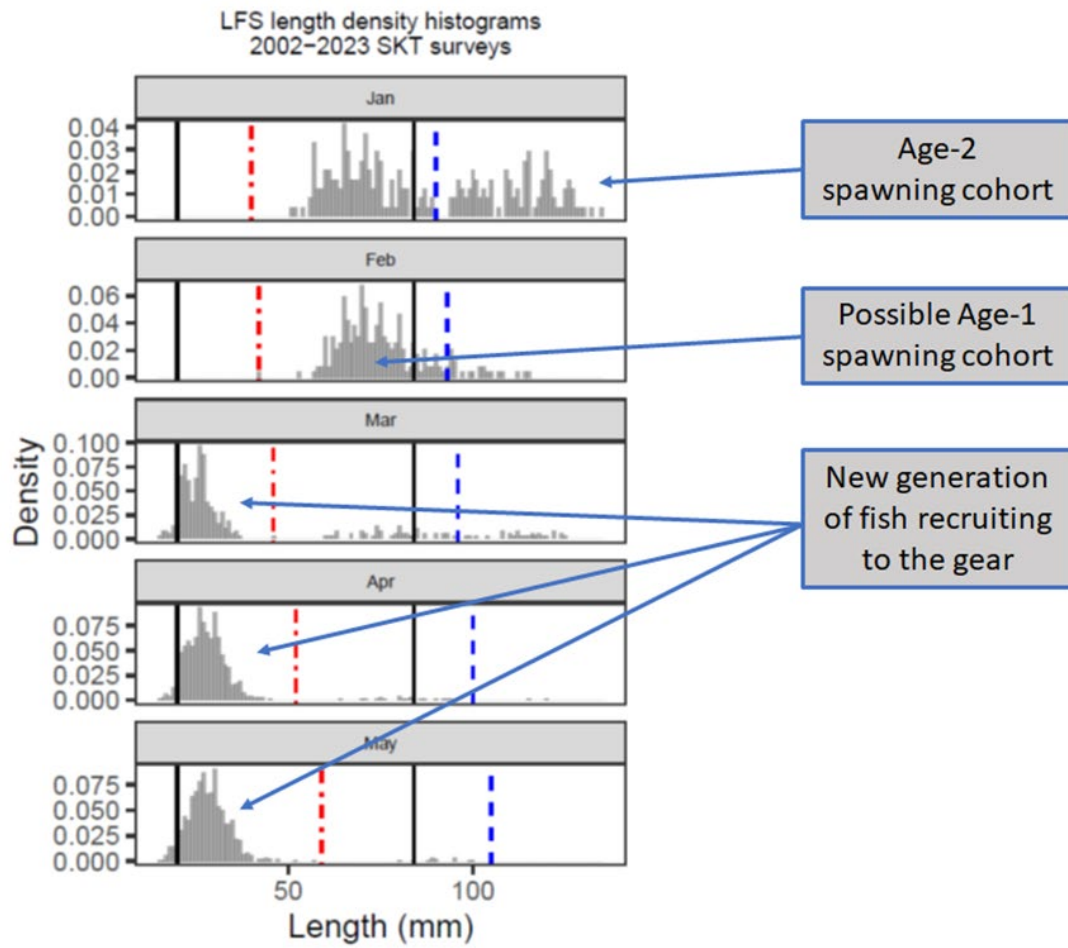 LFS length density histograms
2002−2023 SKT surveys
Jan
0.04
0.03
0.02
0.01
0.00
Age-2
spawning cohort
Feb
0.06
0.04
0.02
0.00
Possible Age-1
spawning cohort
Mar
0.100
0.075
0.050
0.025
0.000
New generation
of fish recruiting
to the gear
Density
Apr
0.075
0.050
0.025
0.000
May
0.075
0.050
0.025
0.000
50
100
Length (mm)